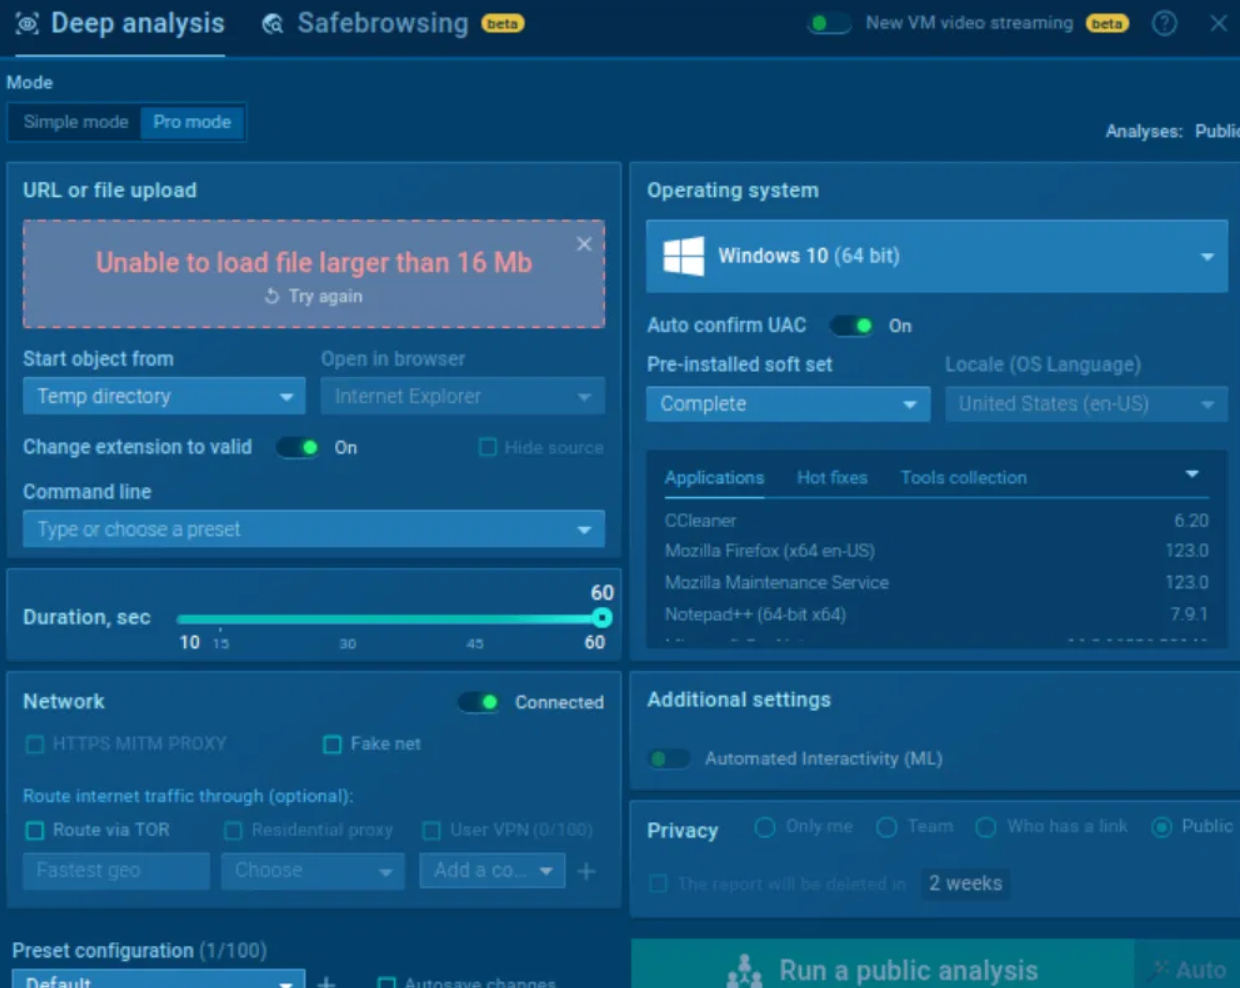 Deep analysis Safebrowsing beta New VM video streaming beta ?
Mode
Simple mode Pro mode
Analyses: Public
URL or file upload
Unable to load file larger than 16 Mb
Try again
Start object from Open in browser
Temp directory Internet Explorer
Change extension to valid On Hide source
Command line
Type or choose a preset
Duration, sec
60
10 15 30 45 60
Network Connected
HTTPS MITM PROXY Fake net
Route internet traffic through (optional):
Route via TOR Residential proxy User VPN (0/100)
Fastest geo Choose Add a co...
Preset configuration (1/100)
Default Autosave changes
Operating system
Windows 10 (64 bit)
Auto confirm UAC On
Pre-installed soft set Locale (OS Language)
Complete United States (en-US)
Applications Hot fixes Tools collection
CCleaner 6.20
Mozilla Firefox (x64 en-US) 123.0
Mozilla Maintenance Service 123.0
Notepad++ (64-bit x64) 7.9.1
Additional settings
Automated Interactivity (ML)
Privacy Only me Team Who has a link Public
The report will be deleted in 2 weeks
Run a public analysis Auto